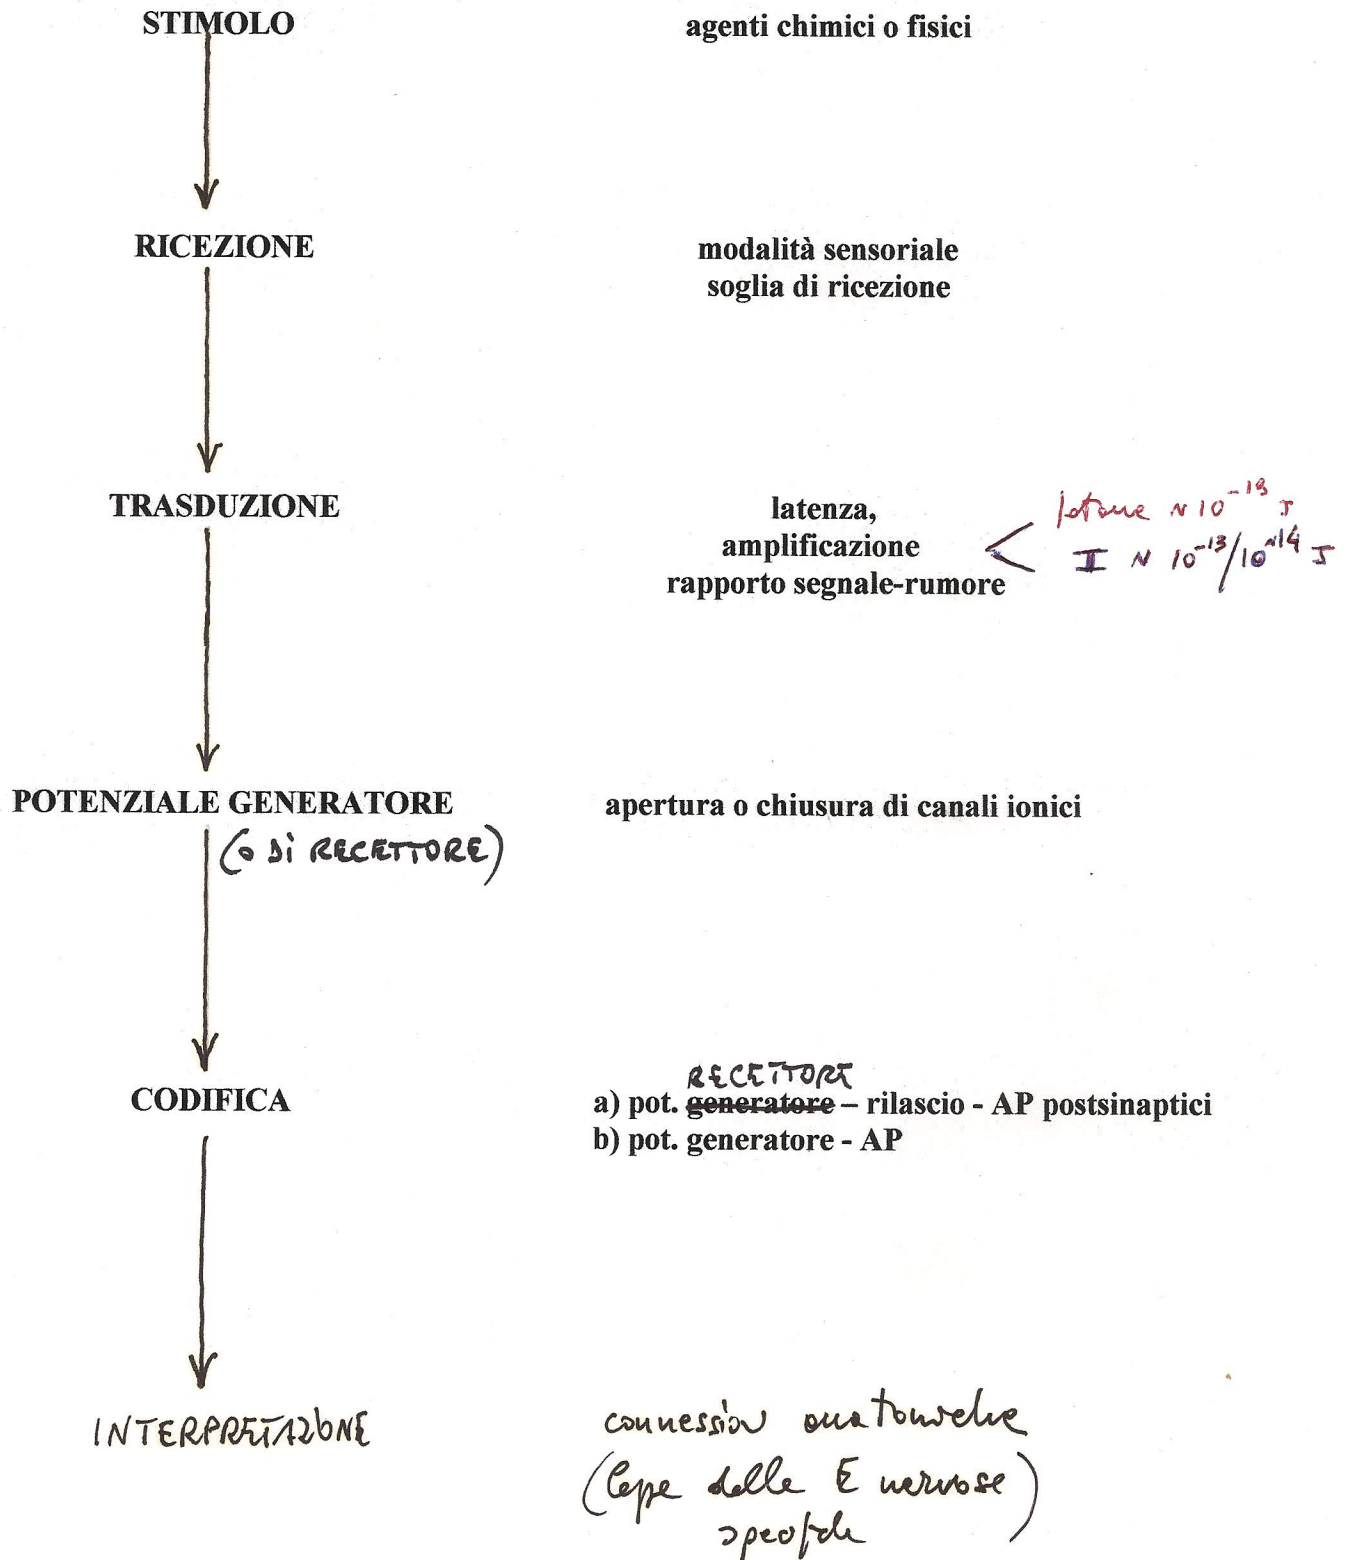 STIMOLO agenti chimici o fisici
RICEZIONE modalità sensoriale
soglia di ricezione
TRASDUZIONE latenza,
amplificazione
rapporto segnale-rumore
fotone ~ 10⁻¹⁹ J
I ~ 10⁻¹³/10⁻¹⁴ J
POTENZIALE GENERATORE apertura o chiusura di canali ionici
(O Di RECETTORE)
RECETTORE
CODIFICA a) pot. generatore – rilascio - AP postsinaptici
b) pot. generatore - AP
INTERPRETAZIONE connessioni anatomiche
(legge delle E nervose
specifiche)